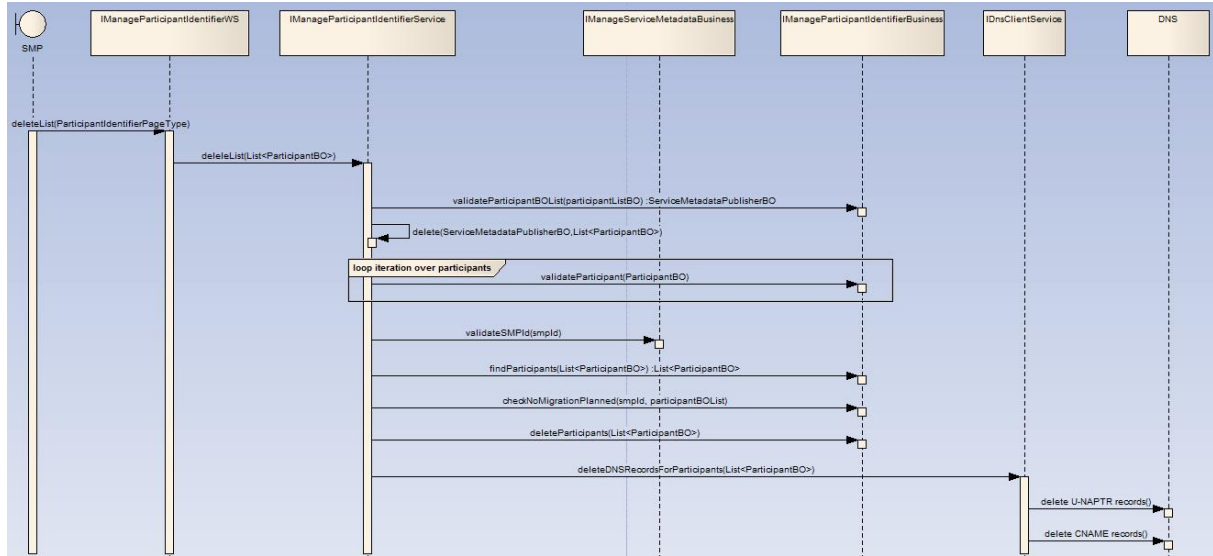 SMP
IManageParticipantIdentifierWS
IManageParticipantIdentifierService
IManageServiceMetadataBusiness
IManageParticipantIdentifierBusiness
IDnsClientService
DNS
deleteList(ParticipantIdentifierPageType)
deleleList(List<ParticipantBO>)
validateParticipantBOList(participantListBO) :ServiceMetadataPublisherBO
delete(ServiceMetadataPublisherBO,List<ParticipantBO>)
loop iteration over participants
validateParticipant(ParticipantBO)
validateSMPId(smpId)
findParticipants(List<ParticipantBO>) :List<ParticipantBO>
checkNoMigrationPlanned(smpId, participantBOList)
deleteParticipants(List<ParticipantBO>)
deleteDNSRecordsForParticipants(List<ParticipantBO>)
delete U-NAPTR records()
delete CNAME records()